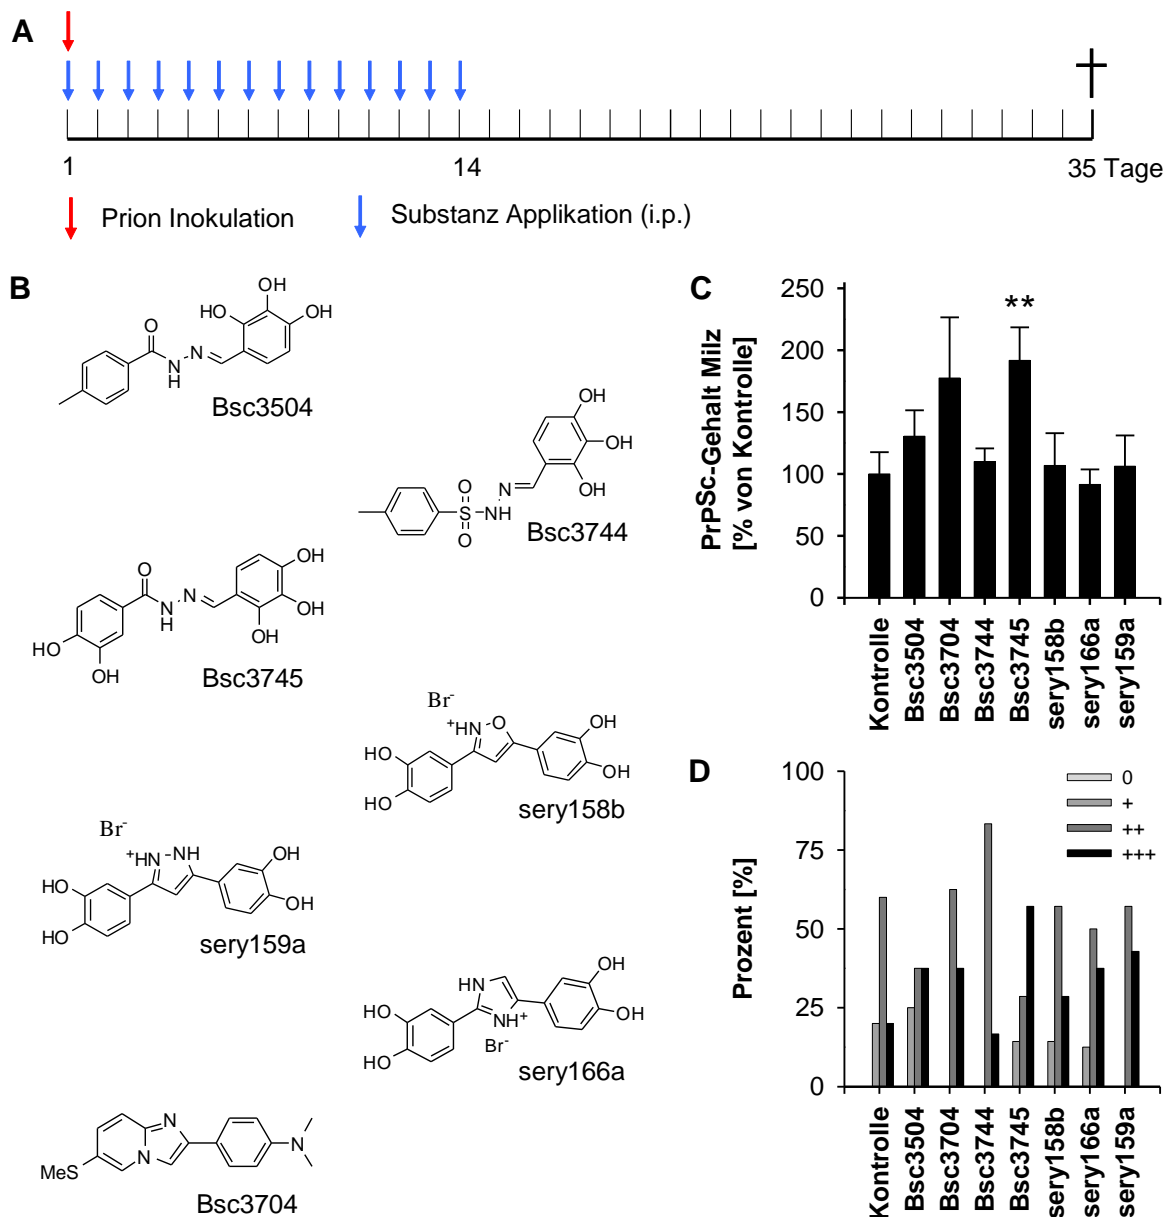 A
1
14
35 Tage
Prion Inokulation
Substanz Applikation (i.p.)
B
OH
HO
OH
O
N
N
H
Bsc3504
OH
OH
OH
N
NH
O
S
O
Bsc3744
O
N
N
H
OH
OH
OH
HO
OH
Bsc3745
Br-
+HN
O
HO
HO
OH
OH
sery158b
Br-
+HN
NH
HO
HO
OH
OH
sery159a
HN
NH+
Br-
HO
HO
OH
OH
sery166a
N
N
N
MeS
Bsc3704
C
PrPSc-Gehalt Milz
[% von Kontrolle]
250
200
150
100
50
0
**
Kontrolle
Bsc3504
Bsc3704
Bsc3744
Bsc3745
sery158b
sery166a
sery159a
D
Prozent [%]
100
75
50
25
0
0
+
++
+++
Kontrolle
Bsc3504
Bsc3704
Bsc3744
Bsc3745
sery158b
sery166a
sery159a